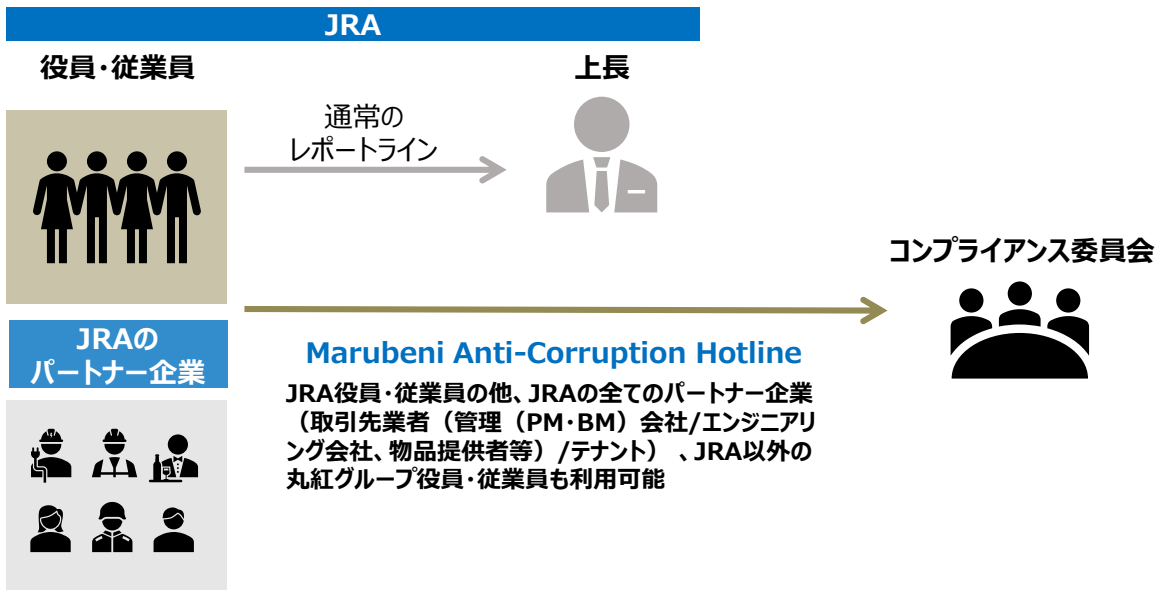 JRA
役員・従業員
上長
通常の
レポートライン
コンプライアンス委員会
JRAの
パートナー企業
Marubeni Anti-Corruption Hotline
JRA役員・従業員の他、JRAの全てのパートナー企業
（取引先業者（管理（PM・BM）会社/エンジニアリ
ング会社、物品提供者等）/テナント） 、JRA以外の
丸紅グループ役員・従業員も利用可能